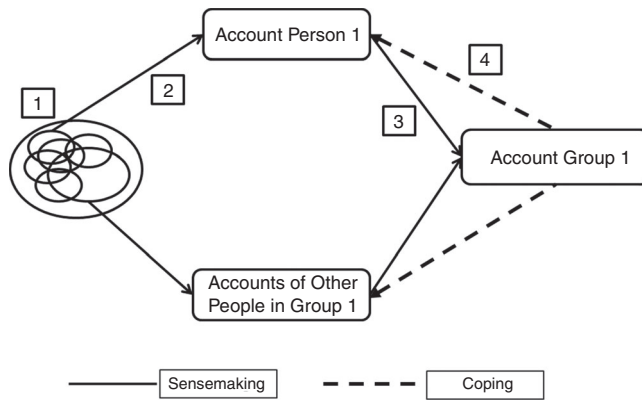 Account Person 1
4
1
2
3
Account Group 1
Accounts of Other
People in Group 1
Sensemaking
Coping